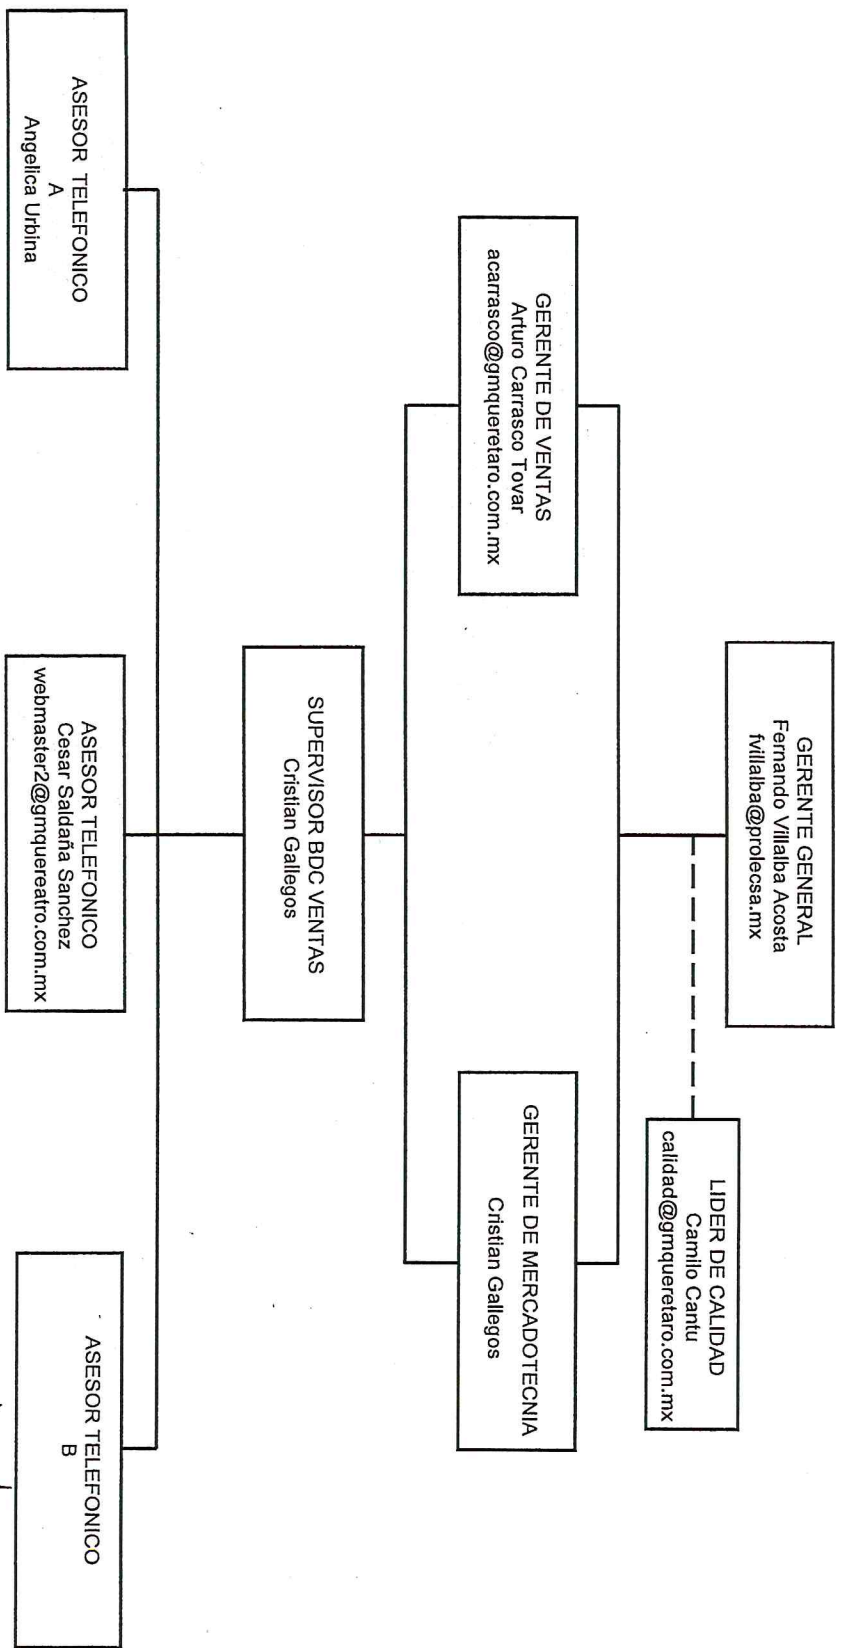 GERENTE GENERAL
Fernando Villalba Acosta
fvillalba@prolecsa.mx
LIDER DE CALIDAD
Camilo Cantu
calidad@gmqueretaro.com.mx
GERENTE DE VENTAS
Arturo Carrasco Tovar
acarrasco@gmqueretaro.com.mx
GERENTE DE MERCADOTECNIA
Cristian Gallegos
SUPERVISOR BDC VENTAS
Cristian Gallegos
ASESOR TELEFONICO
A
Angelica Urbina
ASESOR TELEFONICO
Cesar Saldaña Sanchez
webmaster2@gmquereatro.com.mx
ASESOR TELEFONICO
B